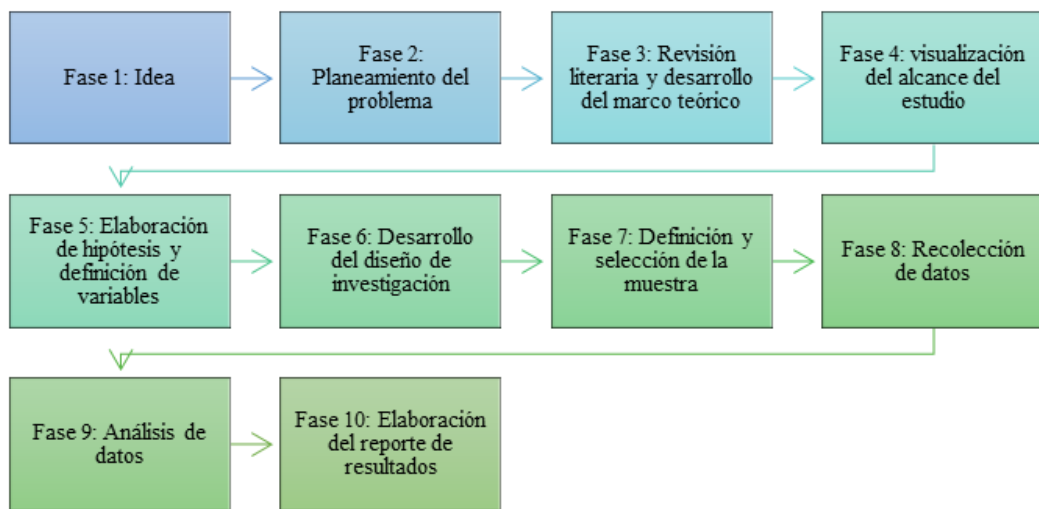 Fase 1: Idea
Fase 2:
Planeamiento del
problema
Fase 3: Revisión
literaria y desarrollo
del marco teórico
Fase 4: visualización
del alcance del
estudio
Fase 5: Elaboración
de hipótesis y
definición de
variables
Fase 6: Desarrollo
del diseño de
investigación
Fase 7: Definición y
selección de la
muestra
Fase 8: Recolección
de datos
Fase 9: Análisis de
datos
Fase 10: Elaboración
del reporte de
resultados